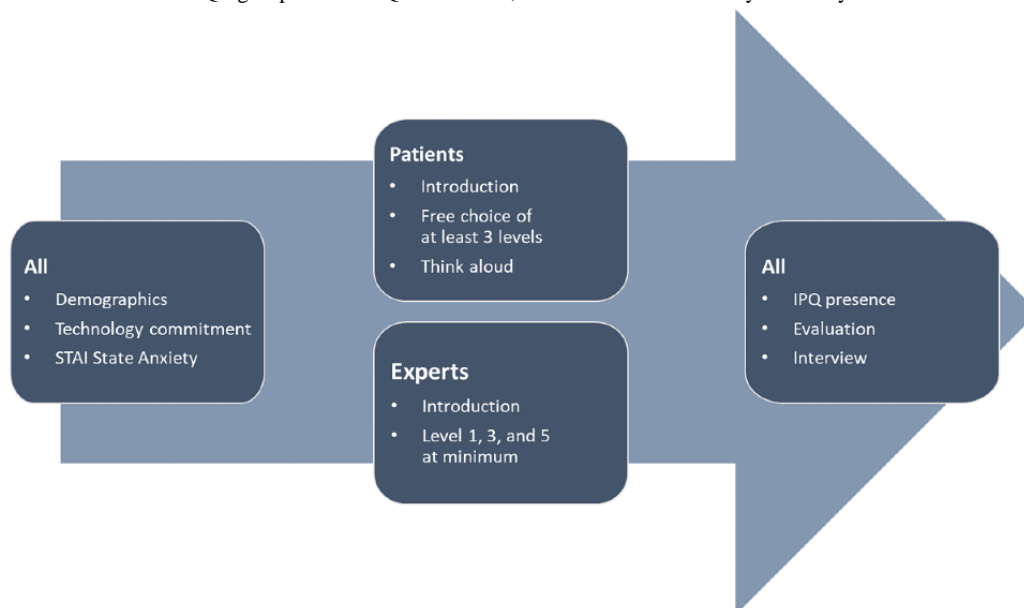 All
• Demographics
• Technology commitment
• STAI State Anxiety
Patients
• Introduction
• Free choice of
at least 3 levels
• Think aloud
Experts
• Introduction
• Level 1, 3, and 5
at minimum
All
• IPQ presence
• Evaluation
• Interview